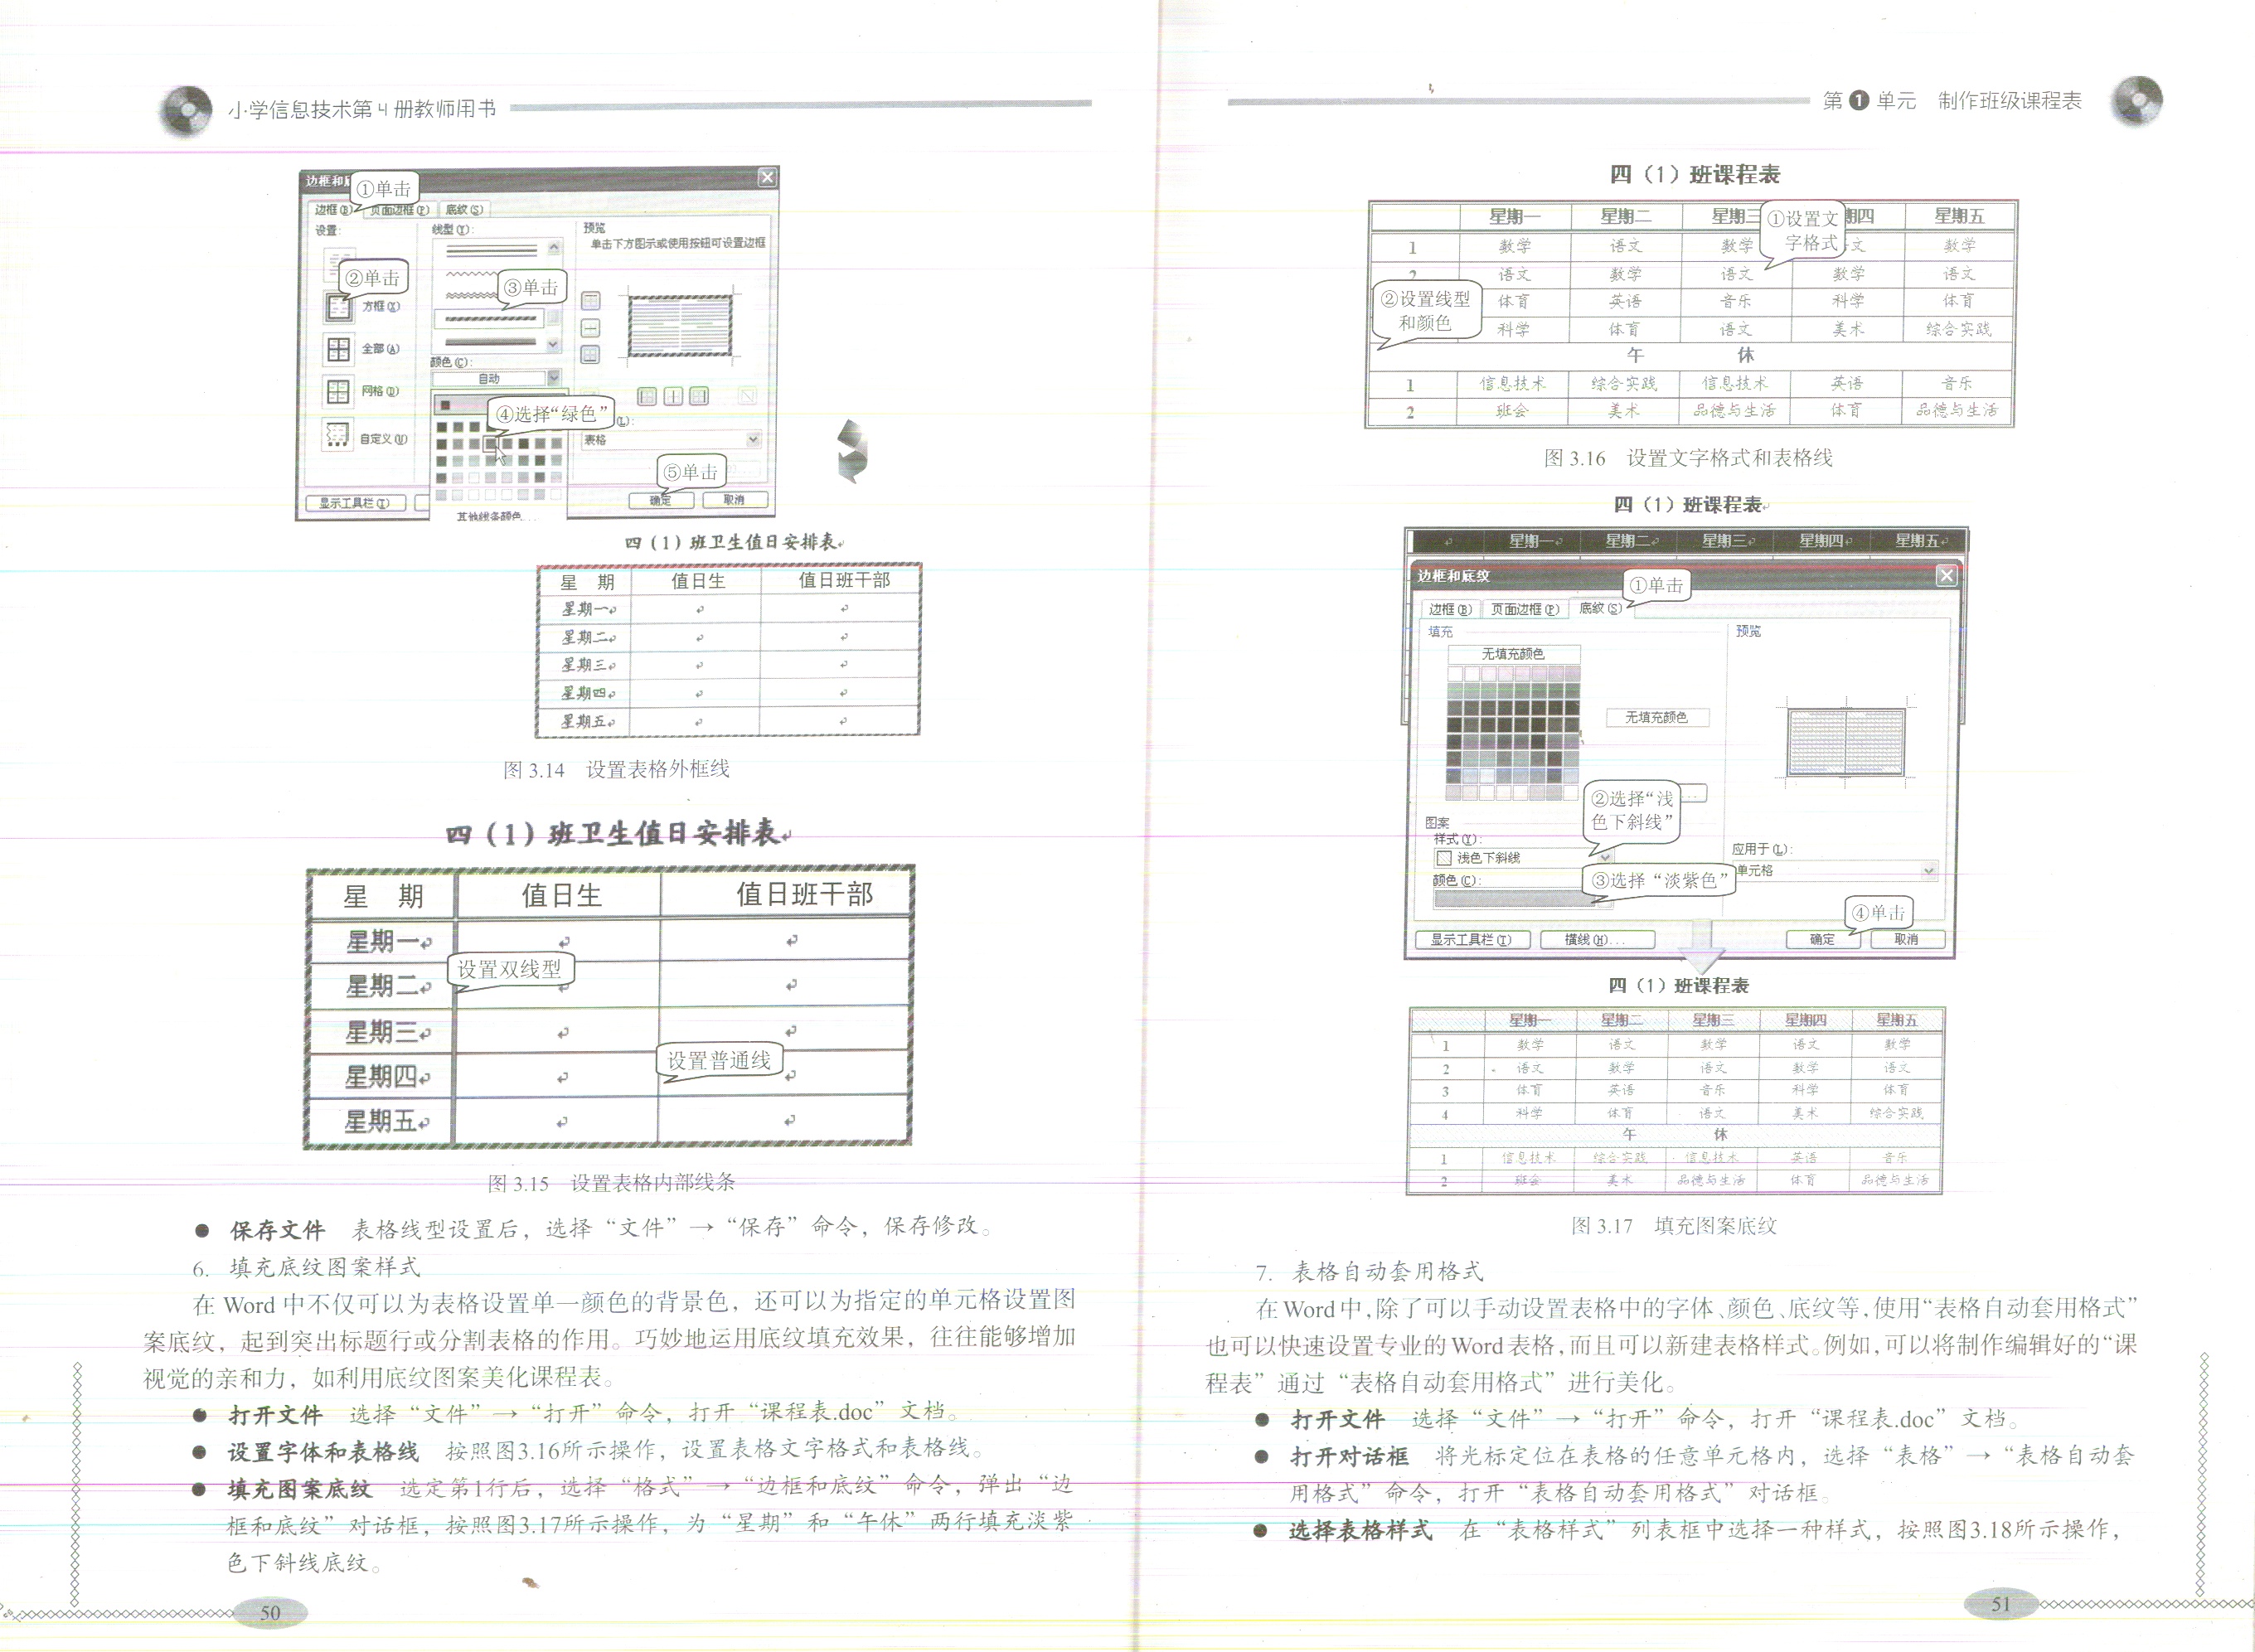 小学信息技术第4册教师用书
①单击
边框和底
边框(B) 页面边框(P) 底纹(S)
设置:
线型(Y):
预览
单击下方图示或使用按钮可设置边框
②单击
③单击
方框(X)
全部(A)
网格(D)
自定义(U)
颜色(C):
自动
④选择“绿色”
(L):
表格
⑤单击
显示工具栏(T)
确定 取消
其他线条颜色...
四（1）班卫生值日安排表
星　期 值日生 值日班干部
星期一
星期二
星期三
星期四
星期五
图 3.14　设置表格外框线
四（1）班卫生值日安排表
星　期 值日生 值日班干部
星期一
设置双线型
星期二
星期三
设置普通线
星期四
星期五
图 3.15　设置表格内部线条
● 保存文件　表格线型设置后，选择“文件”→“保存”命令，保存修改。
6. 填充底纹图案样式
在 Word 中不仅可以为表格设置单一颜色的背景色，还可以为指定的单元格设置图
案底纹，起到突出标题行或分割表格的作用。巧妙地运用底纹填充效果，往往能够增加
视觉的亲和力，如利用底纹图案美化课程表。
● 打开文件　选择“文件”→“打开”命令，打开“课程表.doc”文档。
● 设置字体和表格线　按照图3.16所示操作，设置表格文字格式和表格线。
● 填充图案底纹　选定第1行后，选择“格式”→“边框和底纹”命令，弹出“边
框和底纹”对话框，按照图3.17所示操作，为“星期”和“午休”两行填充淡紫
色下斜线底纹。
50
第1单元　制作班级课程表
四（1）班课程表
星期一 星期二 星期三 期四 星期五
①设置文
字格式
1 数学 语文 数学 文 数学
2 语文 数学 语文 数学 语文
②设置线型
和颜色
体育 英语 音乐 科学 体育
科学 体育 语文 美术 综合实践
午　休
1 信息技术 综合实践 信息技术 英语 音乐
2 班会 美术 品德与生活 体育 品德与生活
图 3.16　设置文字格式和表格线
四（1）班课程表
星期一 星期二 星期三 星期四 星期五
边框和底纹
①单击
边框(B) 页面边框(P) 底纹(S)
填充
预览
无填充颜色
无填充颜色
②选择“浅
色下斜线”
图案
样式(Y):
浅色下斜线
应用于(L):
单元格
颜色(C):
③选择“淡紫色”
④单击
显示工具栏(T) 横线(H)... 确定 取消
四（1）班课程表
星期一 星期二 星期三 星期四 星期五
1 数学 语文 数学 语文 数学
2 语文 数学 语文 数学 语文
3 体育 英语 音乐 科学 体育
4 科学 体育 语文 美术 综合实践
午　休
1 信息技术 综合实践 信息技术 英语 音乐
2 班会 美术 品德与生活 体育 品德与生活
图 3.17　填充图案底纹
7. 表格自动套用格式
在Word中，除了可以手动设置表格中的字体、颜色、底纹等，使用“表格自动套用格式”
也可以快速设置专业的Word表格，而且可以新建表格样式。例如，可以将制作编辑好的“课
程表”通过“表格自动套用格式”进行美化。
● 打开文件　选择“文件”→“打开”命令，打开“课程表.doc”文档。
● 打开对话框　将光标定位在表格的任意单元格内，选择“表格”→“表格自动套
用格式”命令，打开“表格自动套用格式”对话框。
● 选择表格样式　在“表格样式”列表框中选择一种样式，按照图3.18所示操作，
51